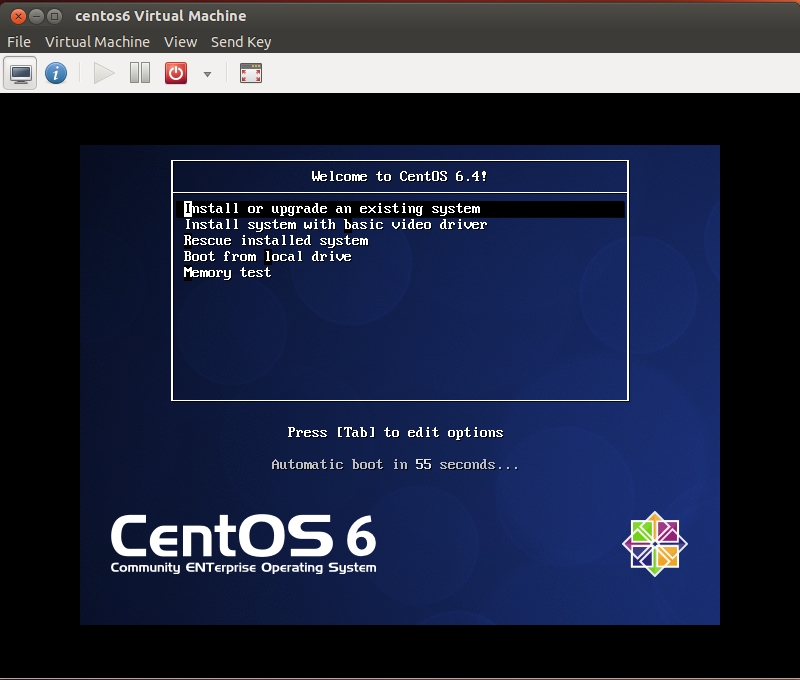 centos6 Virtual Machine
File Virtual Machine View Send Key
Welcome to CentOS 6.4!
Install or upgrade an existing system
Install system with basic video driver
Rescue installed system
Boot from local drive
Memory test
Press [Tab] to edit options
Automatic boot in 55 seconds...
CentOS 6
Community ENTerprise Operating System